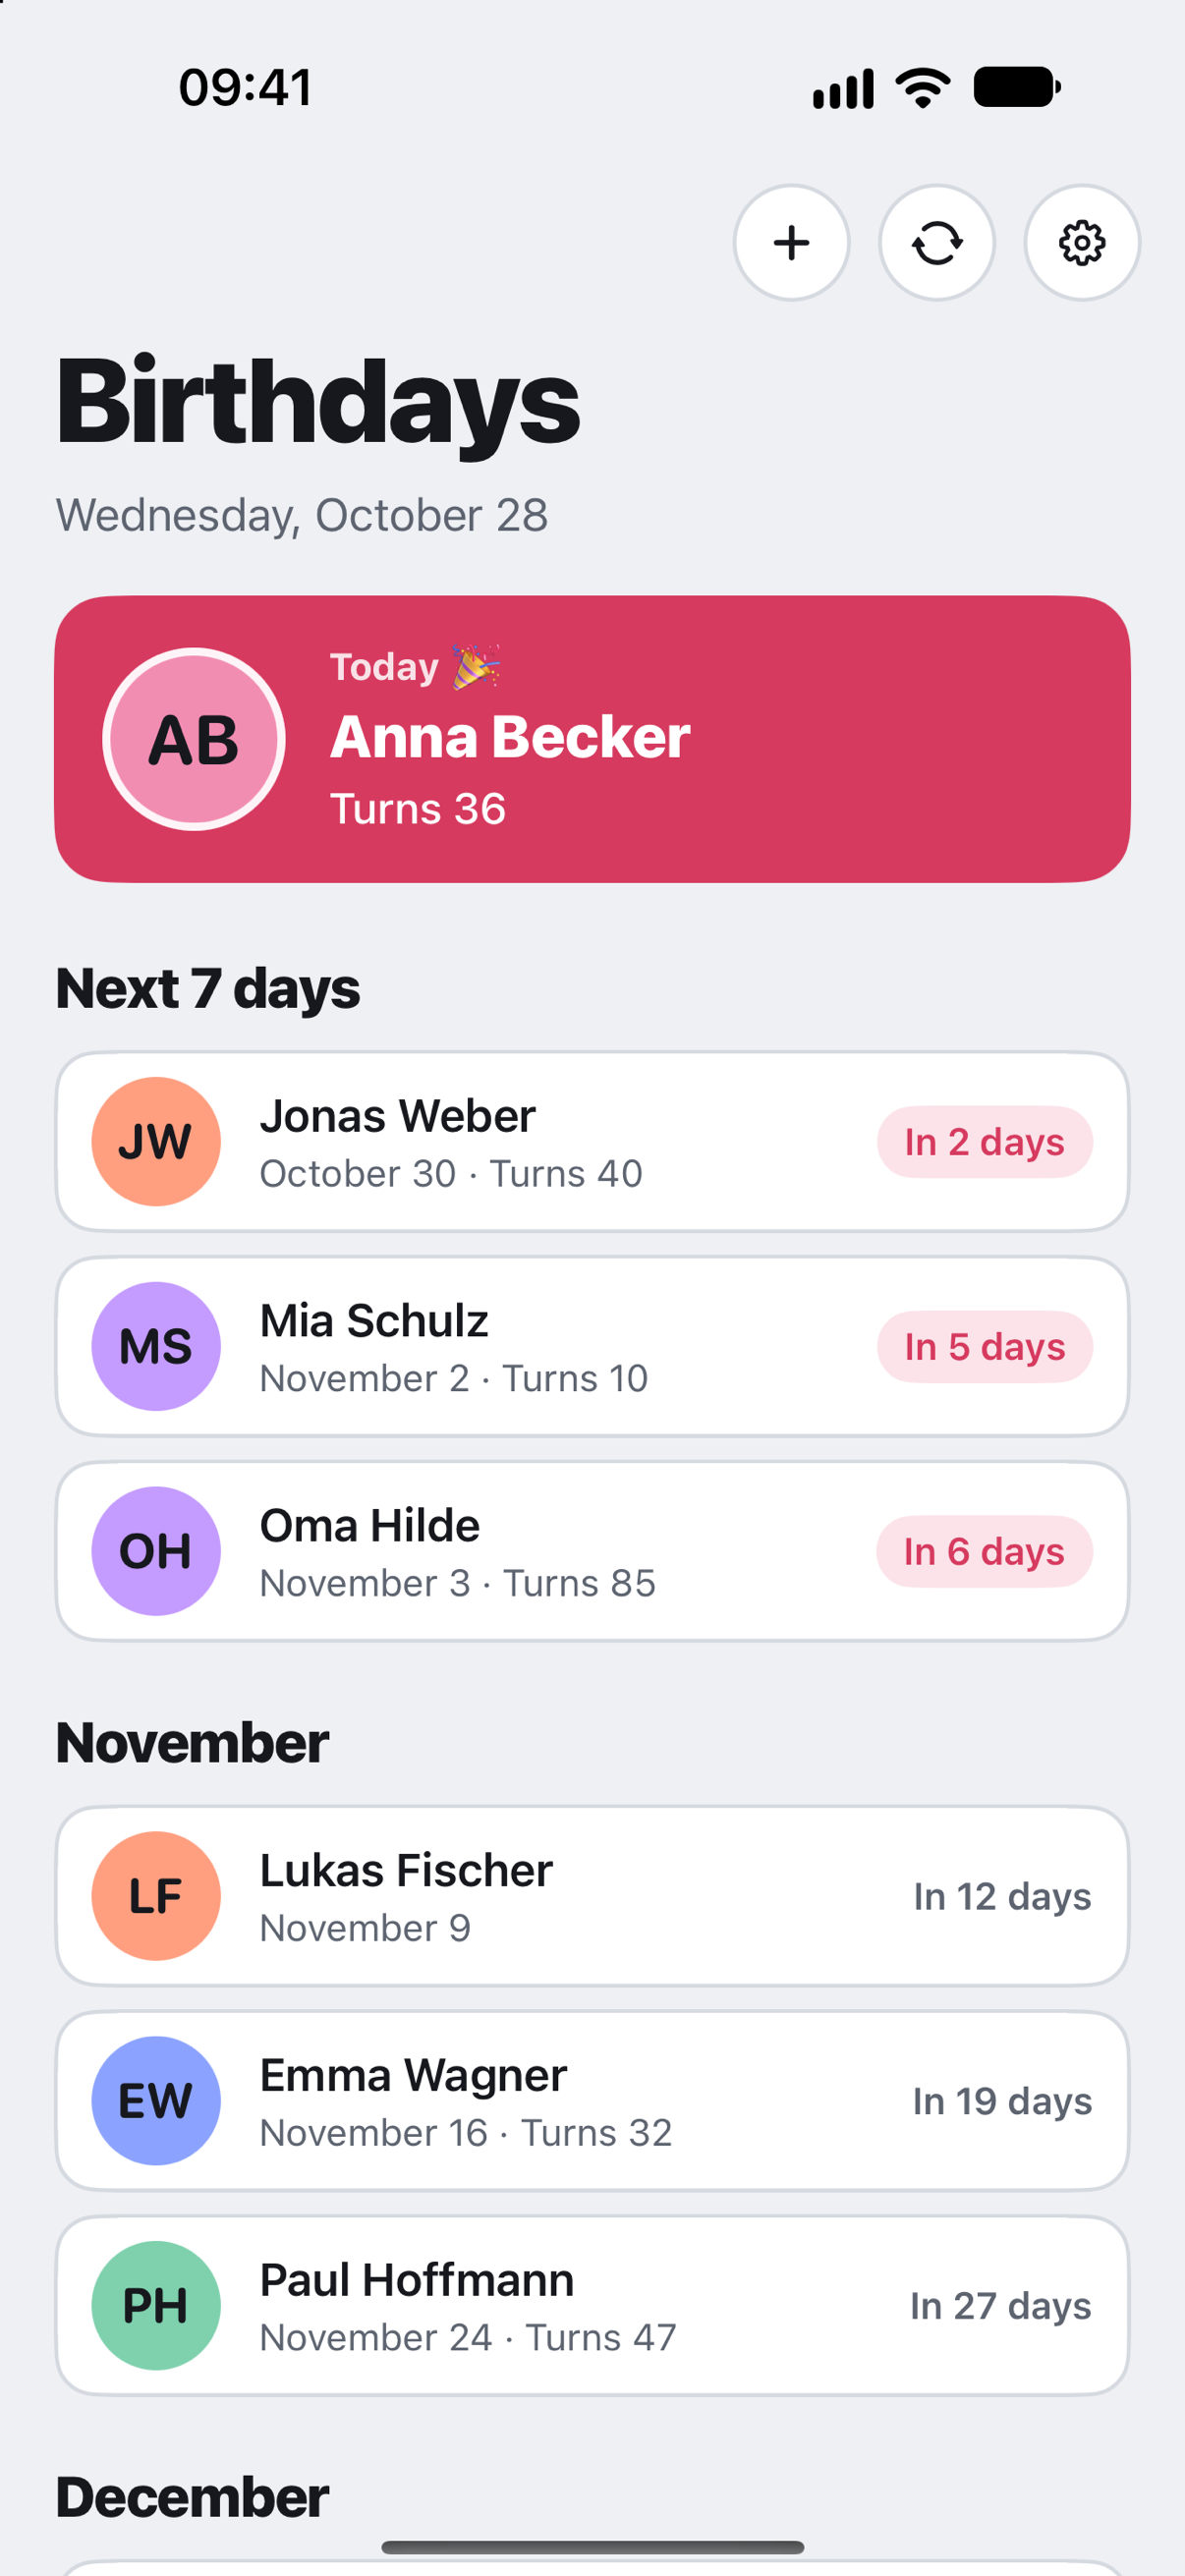 09:41
Birthdays
Wednesday, October 28
Today 🎉
AB
Anna Becker
Turns 36
Next 7 days
JW
Jonas Weber
October 30 · Turns 40
In 2 days
MS
Mia Schulz
November 2 · Turns 10
In 5 days
OH
Oma Hilde
November 3 · Turns 85
In 6 days
November
LF
Lukas Fischer
November 9
In 12 days
EW
Emma Wagner
November 16 · Turns 32
In 19 days
PH
Paul Hoffmann
November 24 · Turns 47
In 27 days
December